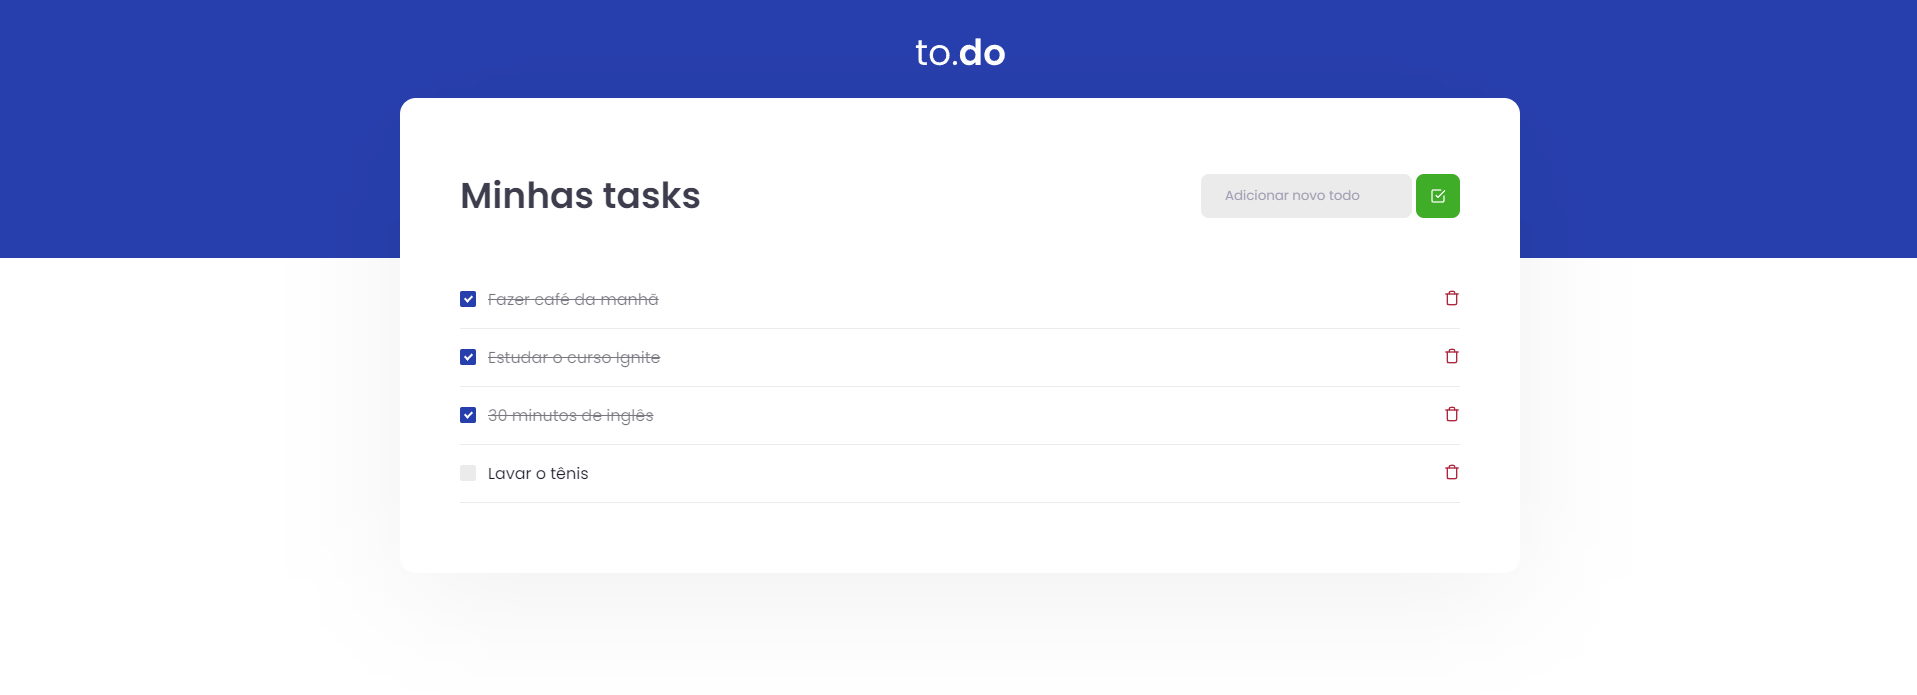 to.do
Minhas tasks
Adicionar novo todo
Fazer café da manhã
Estudar o curso Ignite
30 minutos de inglês
Lavar o tênis